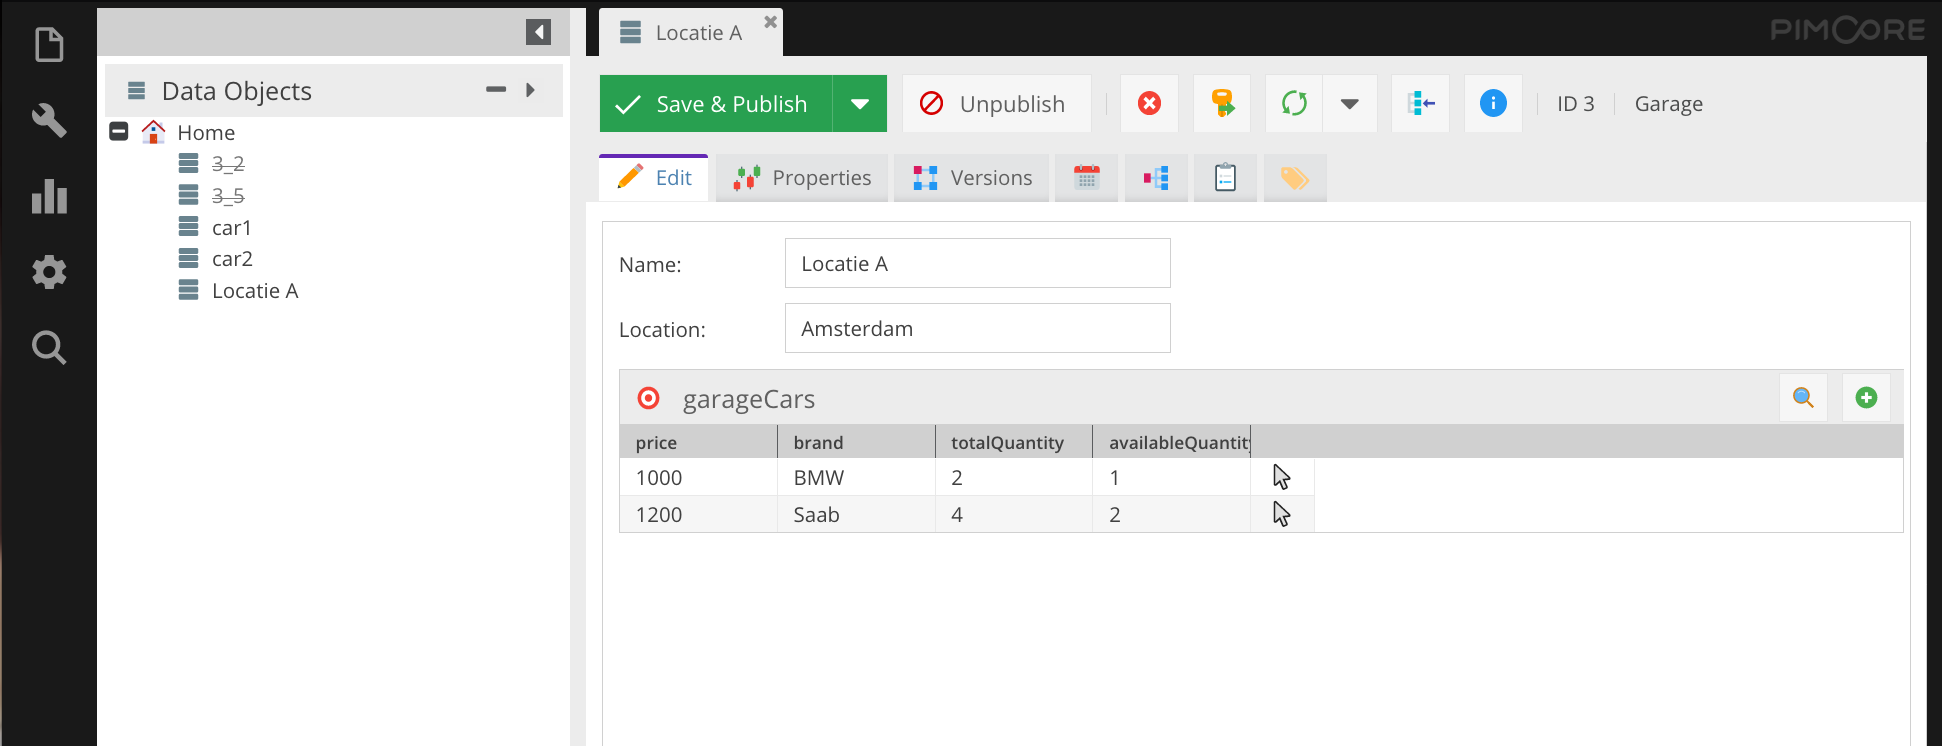 Locatie A
PIMCORE
Data Objects
Save & Publish
Unpublish
ID 3
Garage
Home
3_2
3_5
car1
car2
Locatie A
Edit
Properties
Versions
Name:
Locatie A
Location:
Amsterdam
garageCars
price brand totalQuantity availableQuantity
1000 BMW 2 1
1200 Saab 4 2